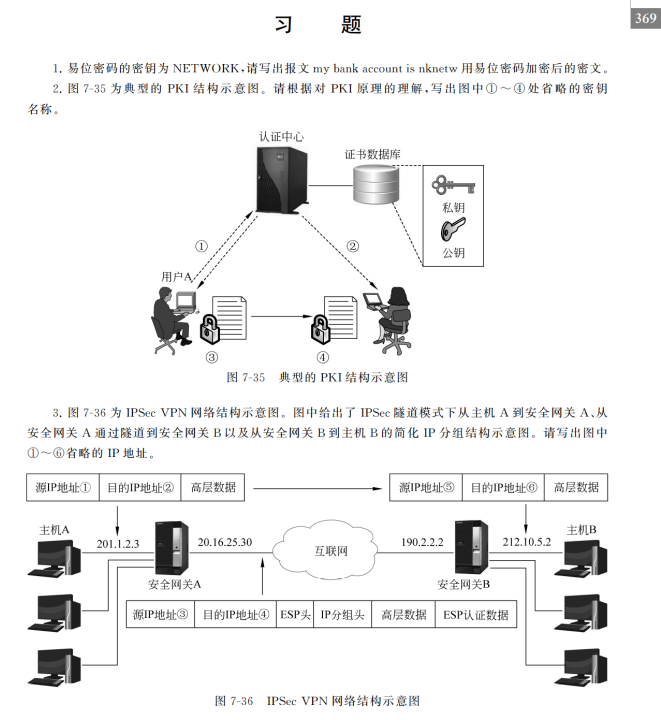 习 题
369
1. 易位密码的密钥为 NETWORK,请写出报文 my bank account is nknetw 用易位密码加密后的密文。
2. 图 7-35 为典型的 PKI 结构示意图。请根据对 PKI 原理的理解,写出图中①～④处省略的密钥
名称。
认证中心
证书数据库
私钥
公钥
①
②
用户A
③
④
图 7-35 典型的 PKI 结构示意图
3. 图 7-36 为 IPSec VPN 网络结构示意图。图中给出了 IPSec 隧道模式下从主机 A 到安全网关 A、从
安全网关 A 通过隧道到安全网关 B 以及从安全网关 B 到主机 B 的简化 IP 分组结构示意图。请写出图中
①～⑥省略的 IP 地址。
源IP地址① 目的IP地址② 高层数据
源IP地址⑤ 目的IP地址⑥ 高层数据
主机A
201.1.2.3
20.16.25.30
互联网
190.2.2.2
212.10.5.2
主机B
安全网关A
安全网关B
源IP地址③ 目的IP地址④ ESP头 IP分组头 高层数据 ESP认证数据
图 7-36 IPSec VPN 网络结构示意图